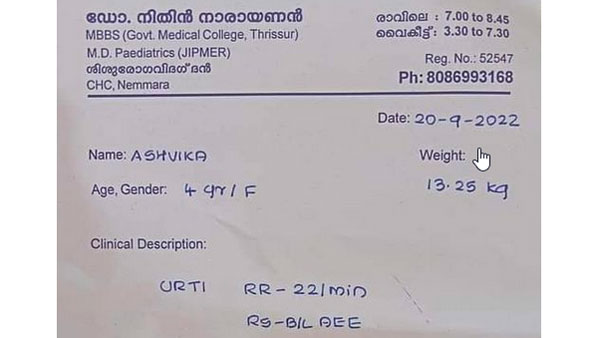 ഡോ. നിതിൻ നാരായണൻ
MBBS (Govt. Medical College, Thrissur)
M.D. Paediatrics (JIPMER)
ശിശുരോഗവിദഗ്ദൻ
CHC, Nemmara
രാവിലെ : 7.00 to 8.45
വൈകീട്ട്: 3.30 to 7.30
Reg. No.: 52547
Ph: 8086993168
Date: 20-9-2022
Name: ASHVIKA
Weight:
13.25 kg
Age, Gender: 4 yr / F
Clinical Description:
URTI RR - 22/min
RS - B/L AEE